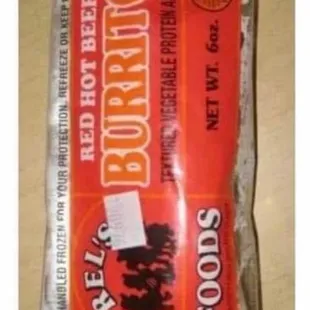 HANDLED FROZEN FOR YOUR PROTECTION. REFREEZE OR KEEP
RED HOT BEEF
BURRITO
TEXTURED VEGETABLE PROTEIN A
NET WT. 6oz.
REL'S
FOODS